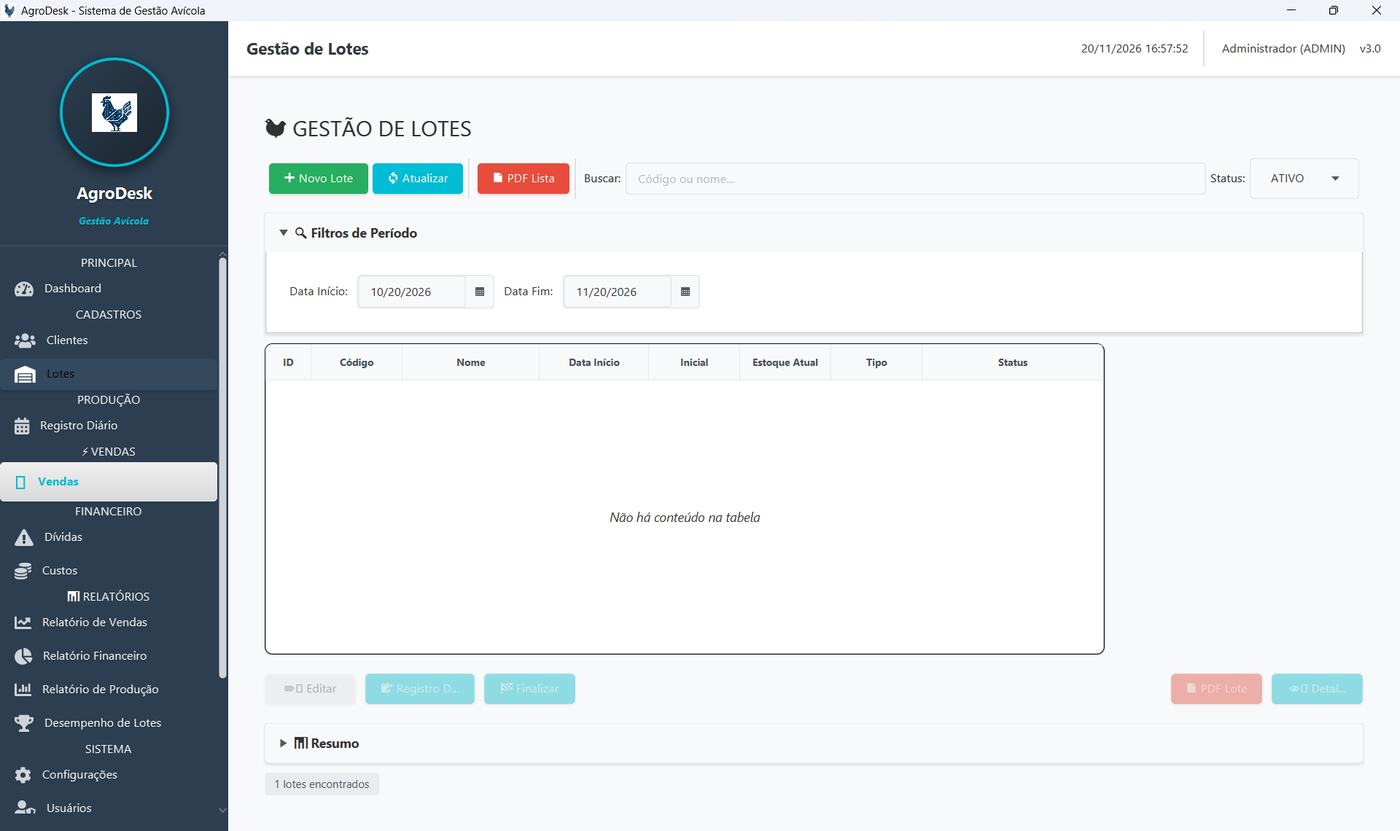 AgroDesk - Sistema de Gestão Avícola
Gestão de Lotes
20/11/2026 16:57:52
Administrador (ADMIN)
v3.0
AgroDesk
Gestão Avícola
PRINCIPAL
Dashboard
CADASTROS
Clientes
Lotes
PRODUÇÃO
Registro Diário
⚡ VENDAS
Vendas
FINANCEIRO
Dívidas
Custos
RELATÓRIOS
Relatório de Vendas
Relatório Financeiro
Relatório de Produção
Desempenho de Lotes
SISTEMA
Configurações
Usuários
GESTÃO DE LOTES
Novo Lote
Atualizar
PDF Lista
Buscar:
Código ou nome...
Status:
ATIVO
Filtros de Período
Data Início:
10/20/2026
Data Fim:
11/20/2026
ID Código Nome Data Início Inicial Estoque Atual Tipo Status
Não há conteúdo na tabela
Editar
Registro D...
Finalizar
PDF Lote
Detal...
Resumo
1 lotes encontrados